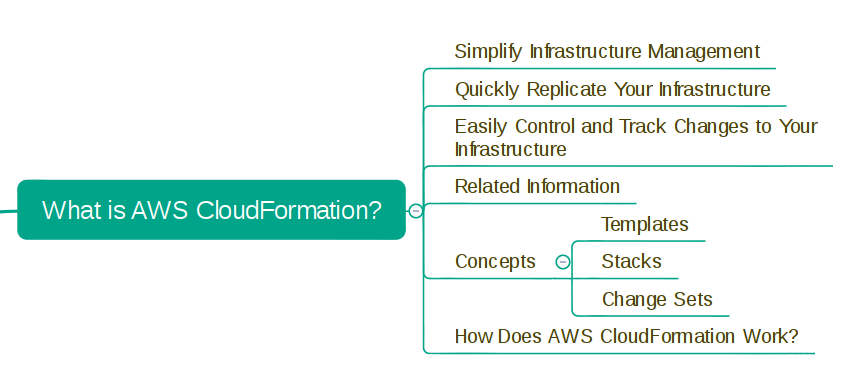 Simplify Infrastructure Management
Quickly Replicate Your Infrastructure
Easily Control and Track Changes to Your
Infrastructure
What is AWS CloudFormation?
Related Information
Templates
Concepts
Stacks
Change Sets
How Does AWS CloudFormation Work?